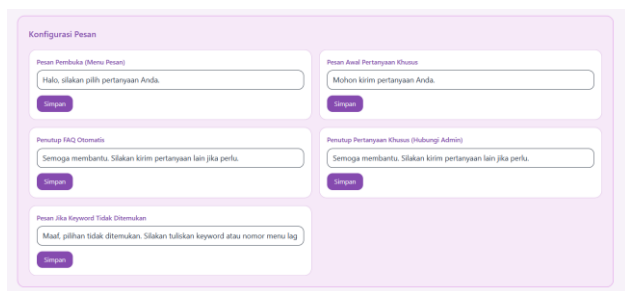 Konfigurasi Pesan
Pesan Pembuka (Menu Pesan)
Halo, silakan pilih pertanyaan Anda.
Simpan
Pesan Awal Pertanyaan Khusus
Mohon kirim pertanyaan Anda.
Simpan
Penutup FAQ Otomatis
Semoga membantu. Silakan kirim pertanyaan lain jika perlu.
Simpan
Penutup Pertanyaan Khusus (Hubungi Admin)
Semoga membantu. Silakan kirim pertanyaan lain jika perlu.
Simpan
Pesan Jika Keyword Tidak Ditemukan
Maaf, pilihan tidak ditemukan. Silakan tuliskan keyword atau nomor menu lag
Simpan